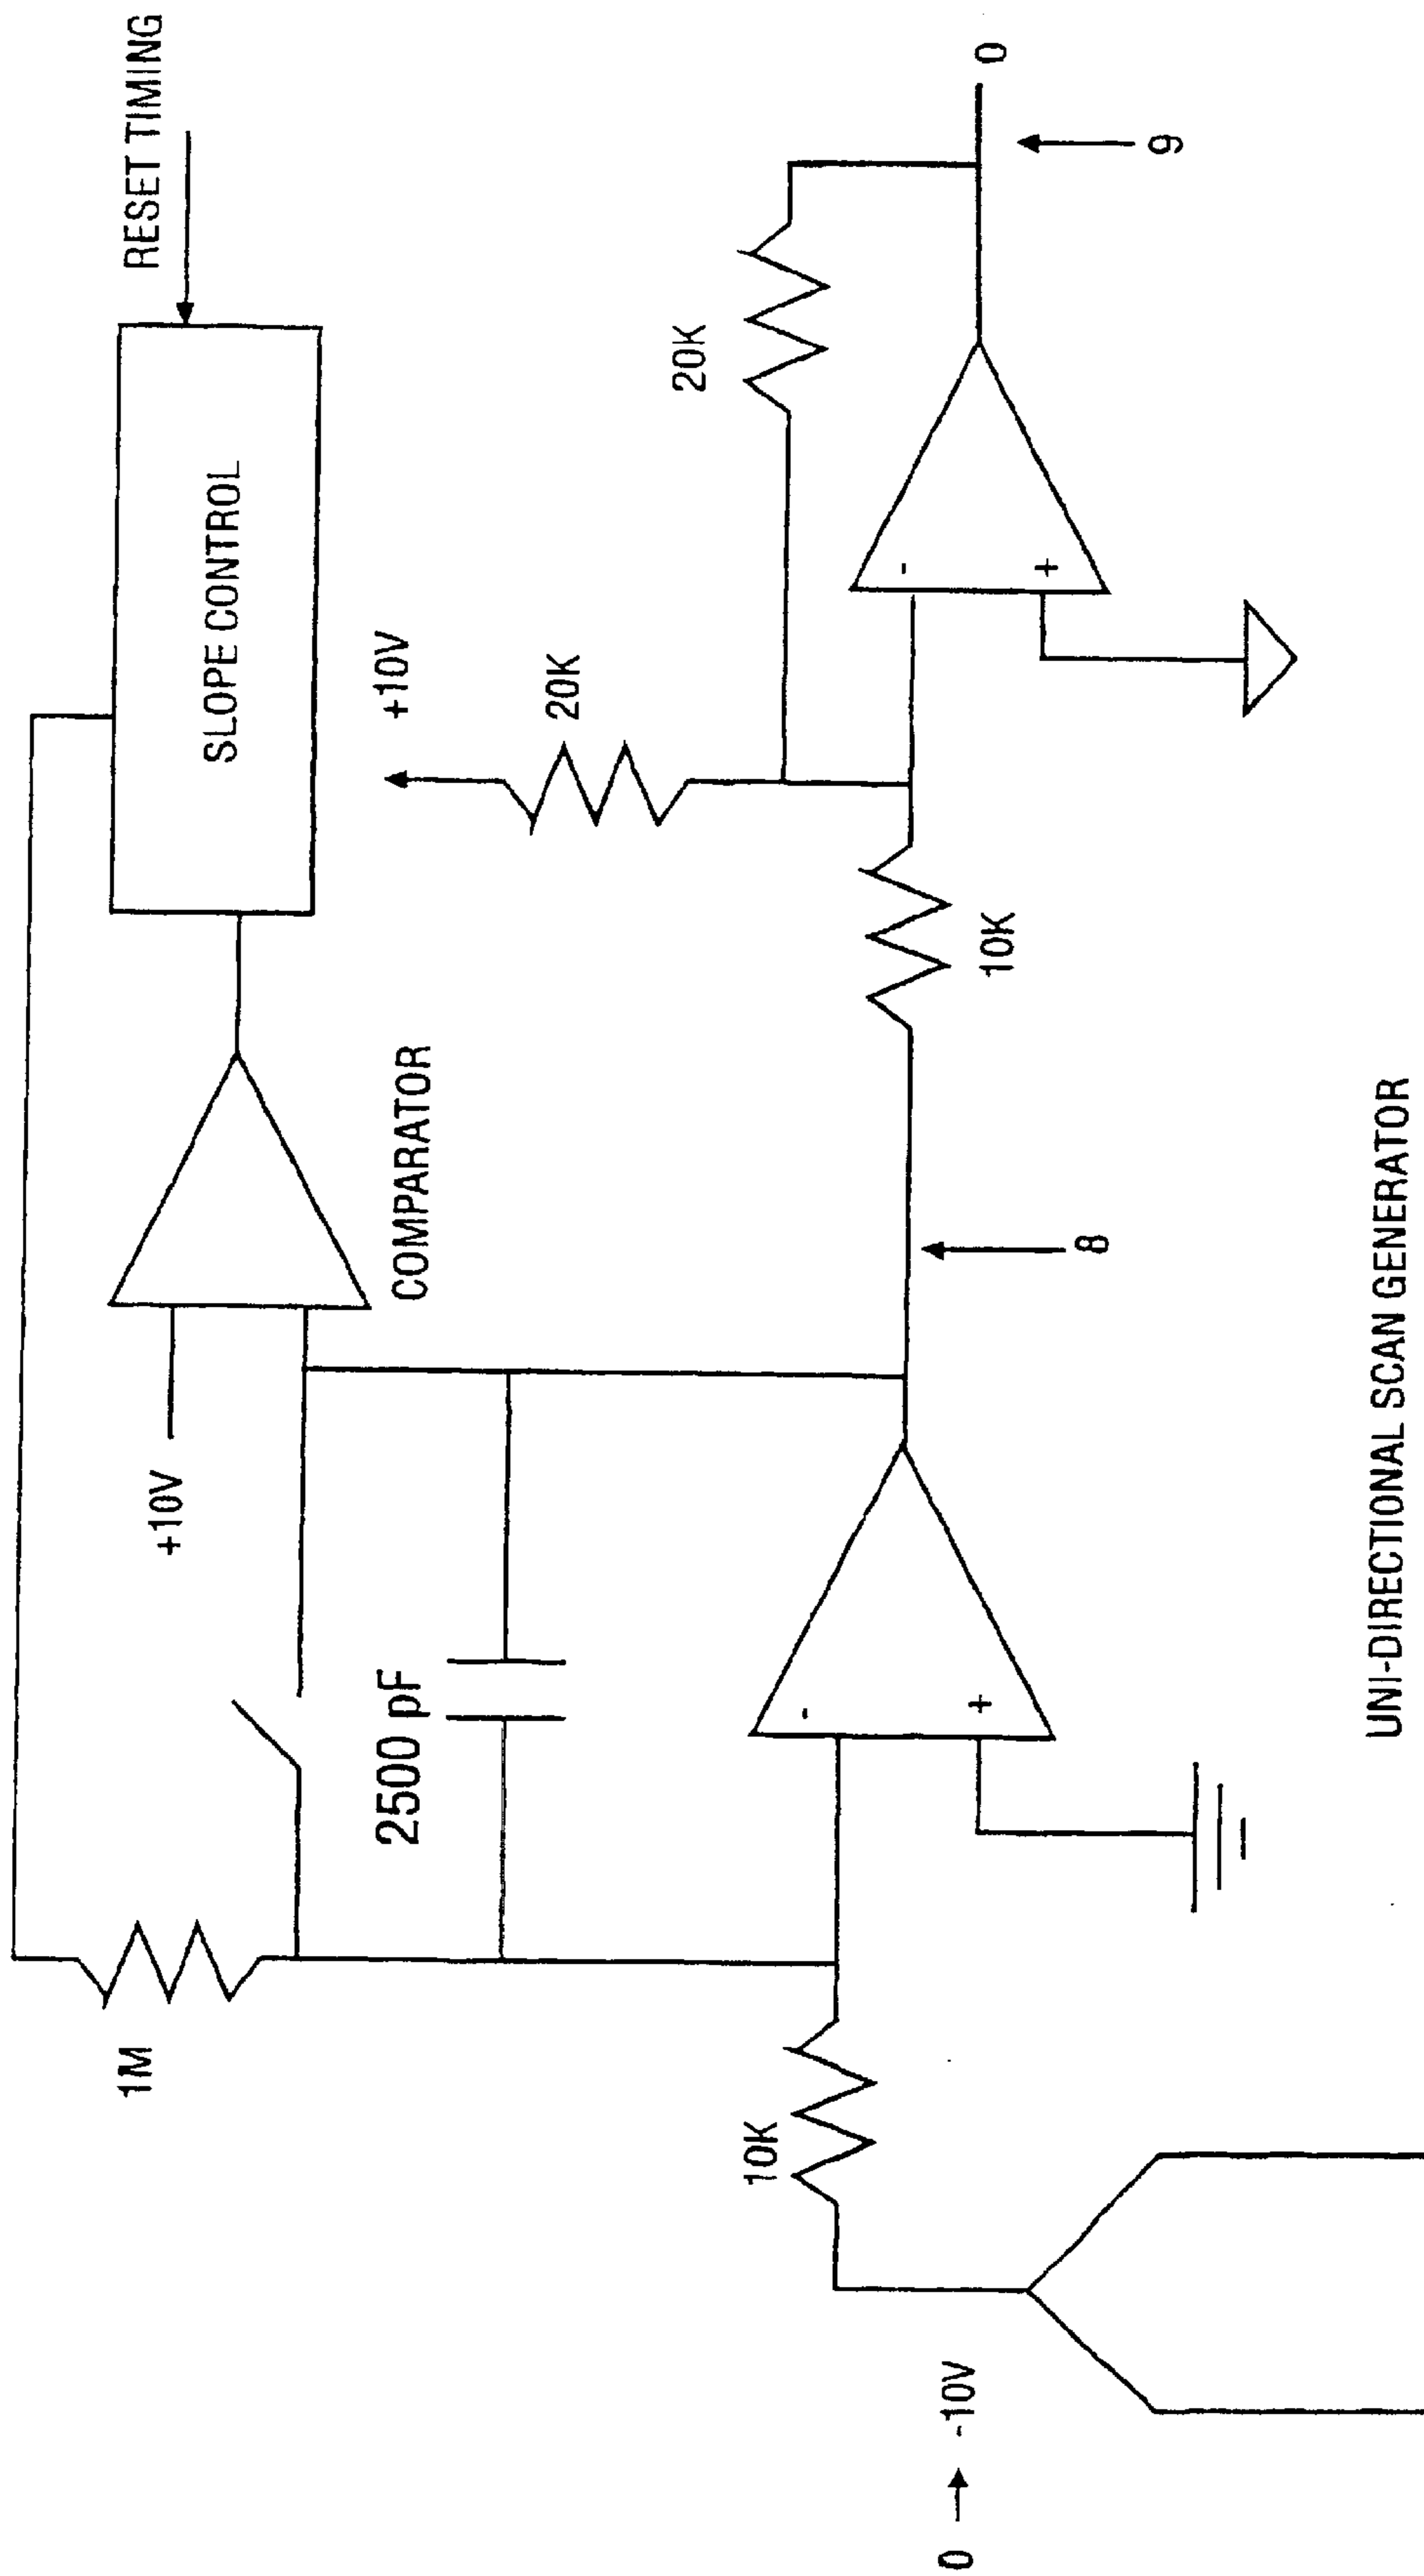 RESET TIMING
SLOPE CONTROL
+10V
COMPARATOR
1M
2500 pF
+10V
20K
20K
10K
-
+
-
+
10K
8
9
0
0 → -10V
UNI-DIRECTIONAL SCAN GENERATOR